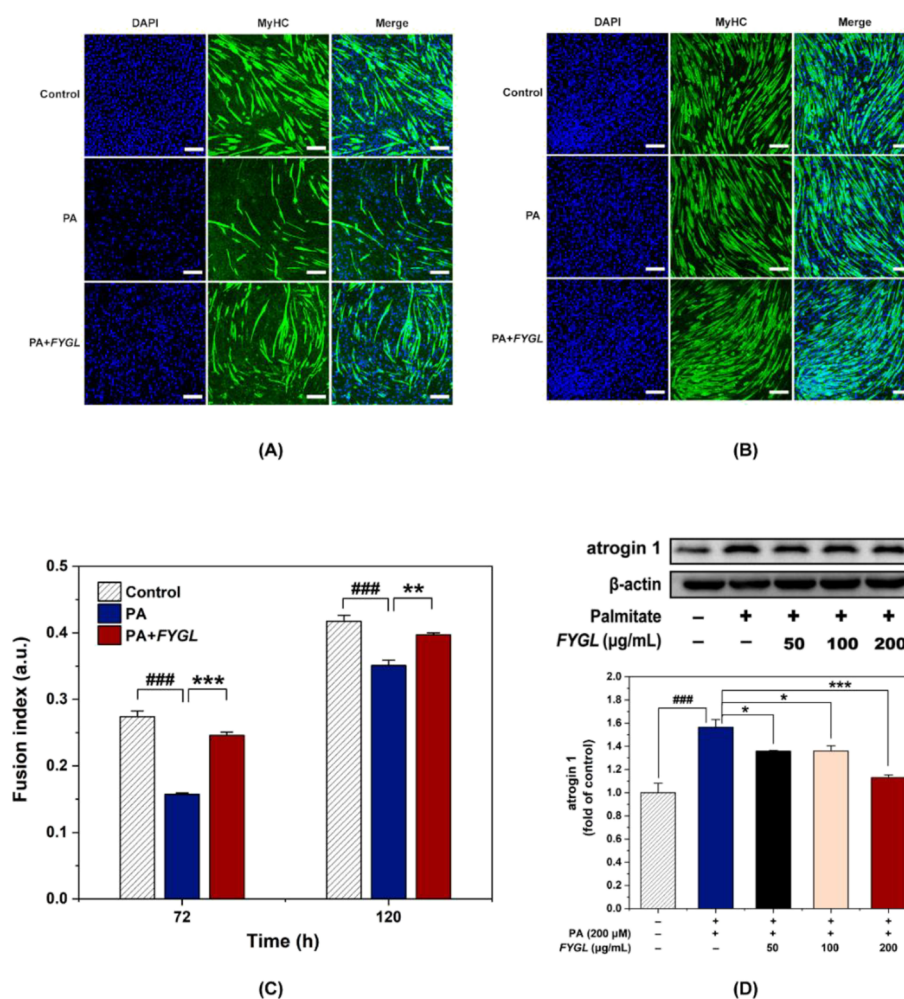 DAPI MyHC Merge
Control
PA
PA+FYGL
(A)
DAPI MyHC Merge
Control
PA
PA+FYGL
(B)
0.5
0.4
0.3
0.2
0.1
0.0
Fusion index (a.u.)
Control
PA
PA+FYGL
### ***
### **
72 120
Time (h)
(C)
atrogin 1
β-actin
Palmitate – + + + +
FYGL (μg/mL) – – 50 100 200
2.0
1.8
1.6
1.4
1.2
1.0
0.8
0.6
0.4
0.2
0.0
atrogin 1
(fold of control)
###
*
*
***
– + + + +
PA (200 μM) – + + + +
FYGL
(μg/mL) – – 50 100 200
(D)